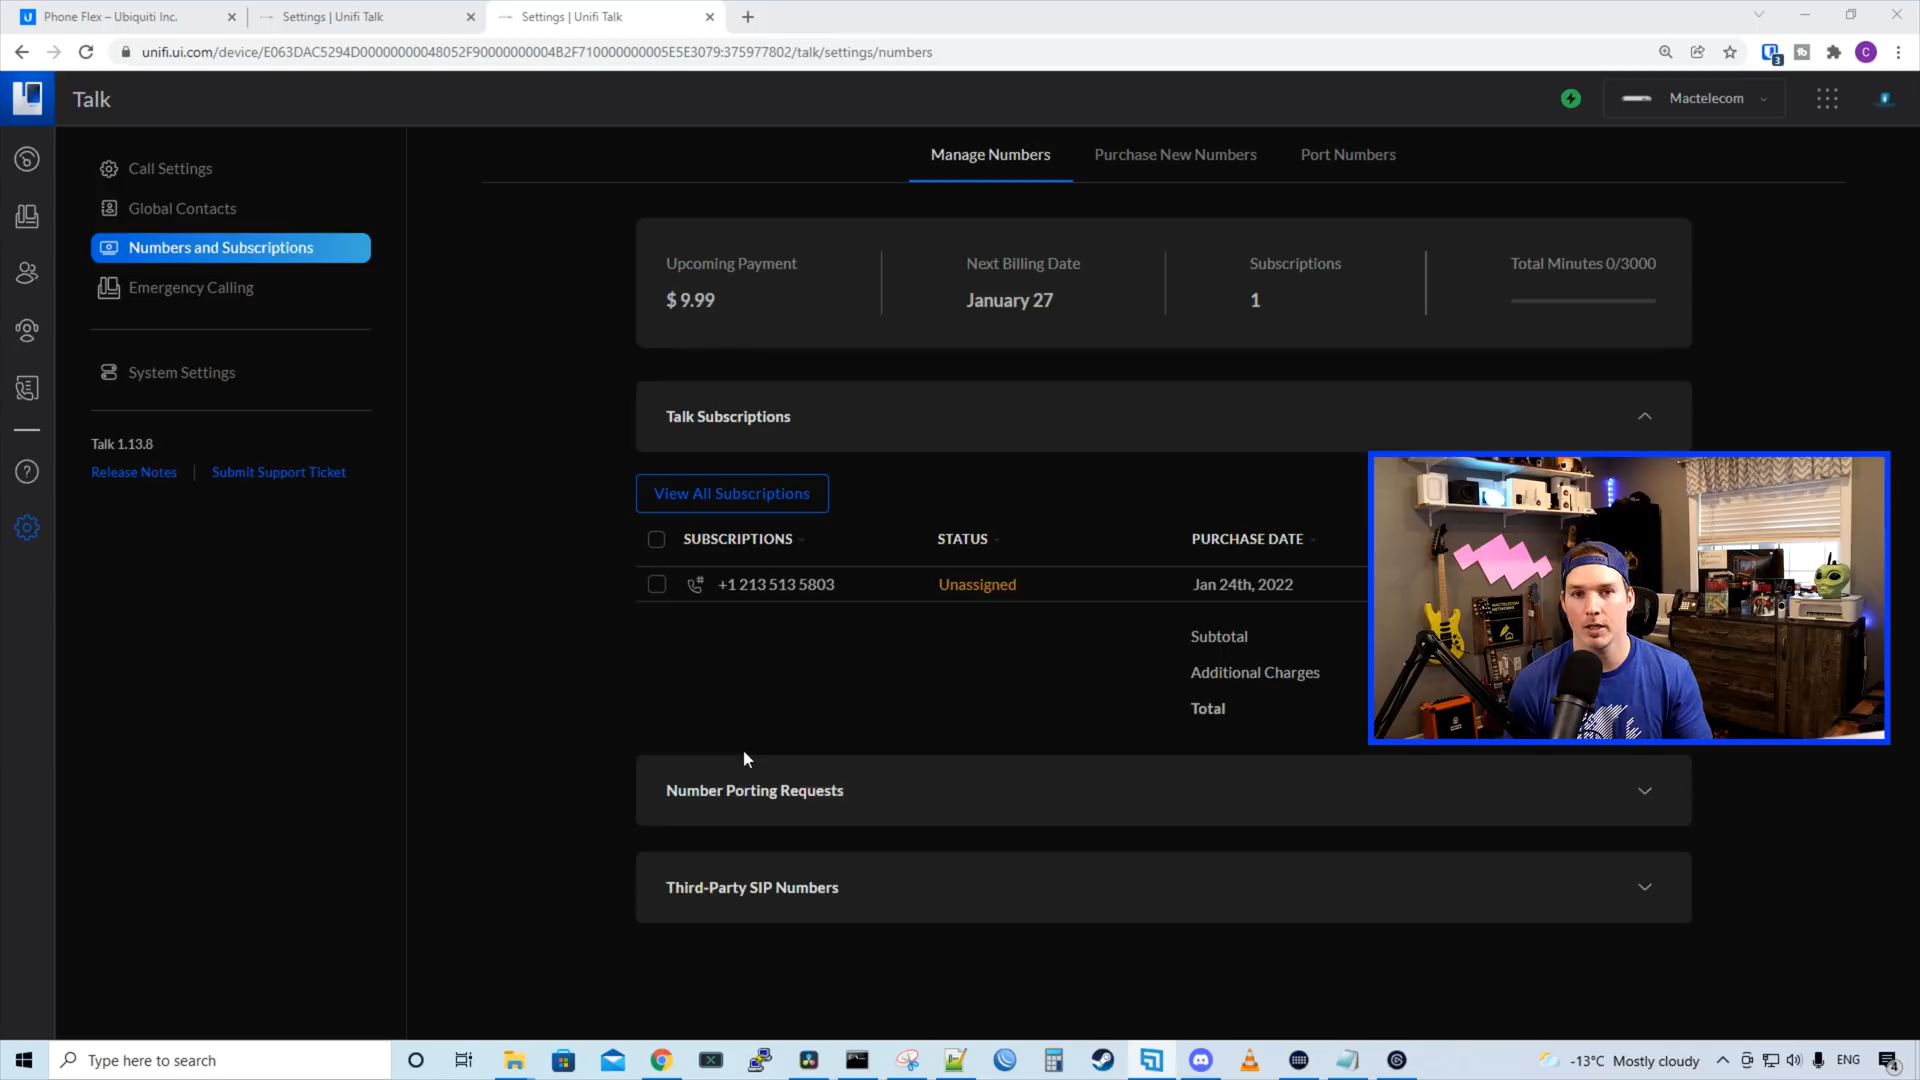 Phone Flex – Ubiquiti Inc.
Settings | Unifi Talk
Settings | Unifi Talk
unifi.ui.com/device/E063DAC5294D00000000048052F90000000004B2F710000000005E5E3079:375977802/talk/settings/numbers
3
C
Talk
Mactelecom
Call Settings
Global Contacts
Numbers and Subscriptions
Emergency Calling
System Settings
Talk 1.13.8
Release Notes
Submit Support Ticket
Manage Numbers
Purchase New Numbers
Port Numbers
Upcoming Payment
$ 9.99
Next Billing Date
January 27
Subscriptions
1
Total Minutes 0/3000
Talk Subscriptions
View All Subscriptions
SUBSCRIPTIONS
STATUS
PURCHASE DATE
+1 213 513 5803
Unassigned
Jan 24th, 2022
Subtotal
Additional Charges
Total
MACTELECOM
NETWORKS
Number Porting Requests
Third-Party SIP Numbers
Type here to search
-13°C Mostly cloudy
ENG
4